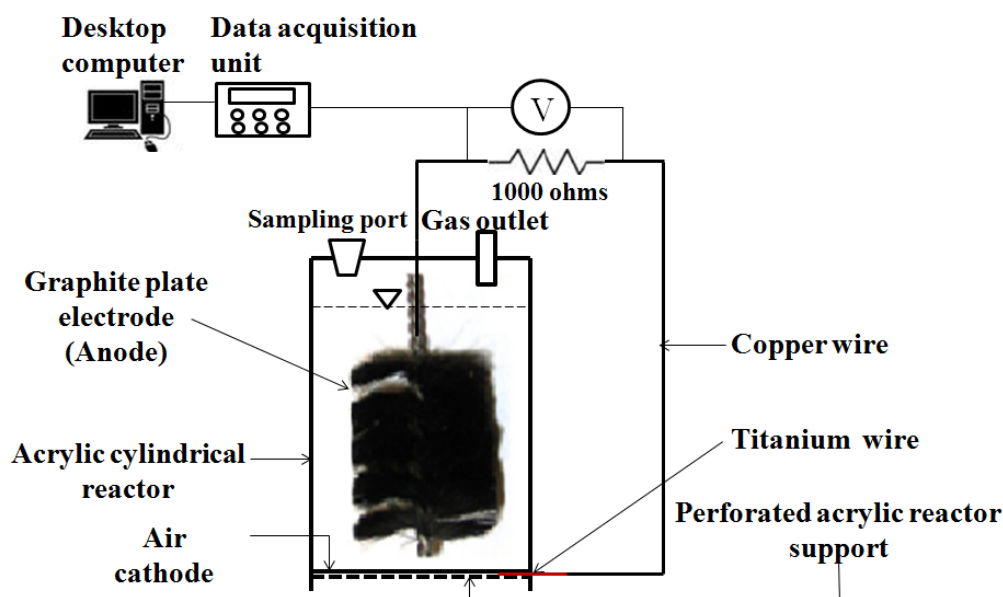 Desktop
computer
Data acquisition
unit
V
1000 ohms
Sampling port
Gas outlet
Graphite plate
electrode
(Anode)
Copper wire
Acrylic cylindrical
reactor
Titanium wire
Perforated acrylic reactor
support
Air
cathode